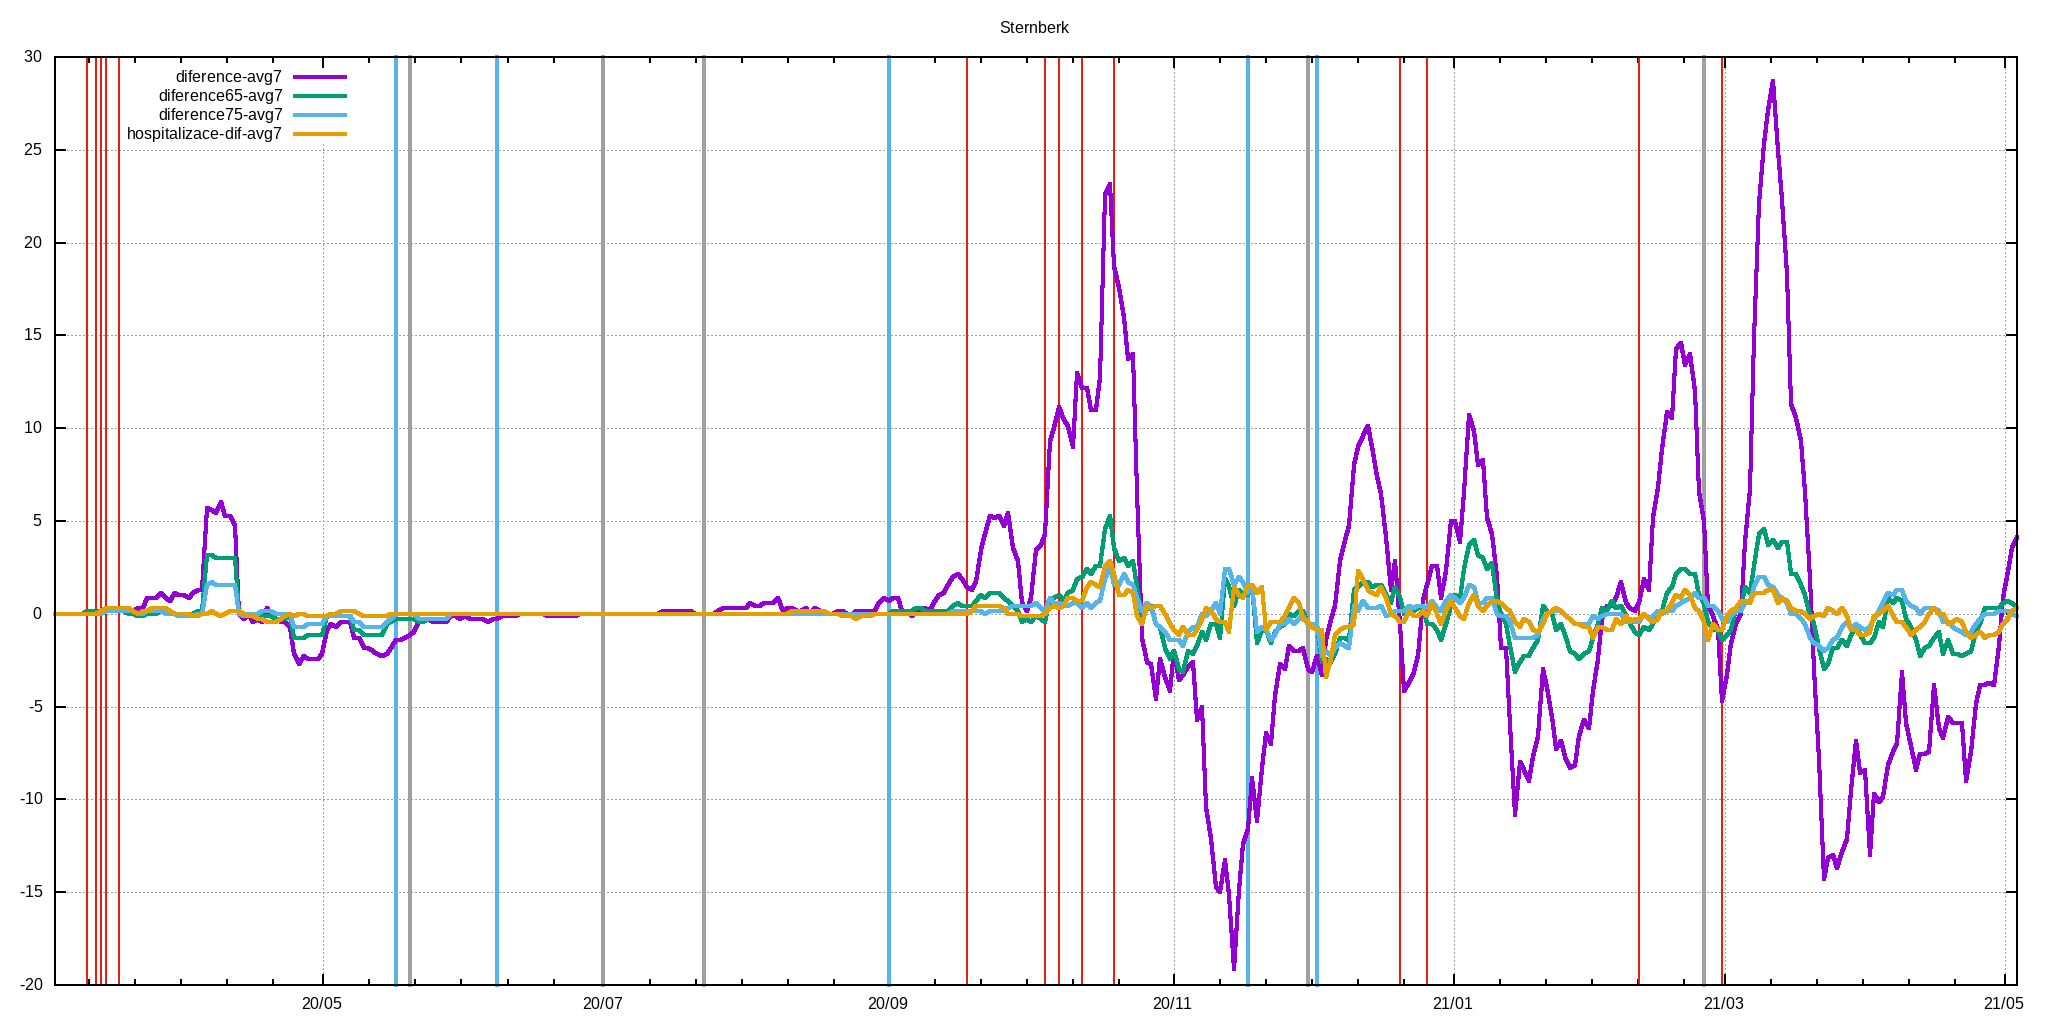 Sternberk
30
25
20
15
10
5
0
-5
-10
-15
-20
diference-avg7
diference65-avg7
diference75-avg7
hospitalizace-dif-avg7
20/05 20/07 20/09 20/11 21/01 21/03 21/05